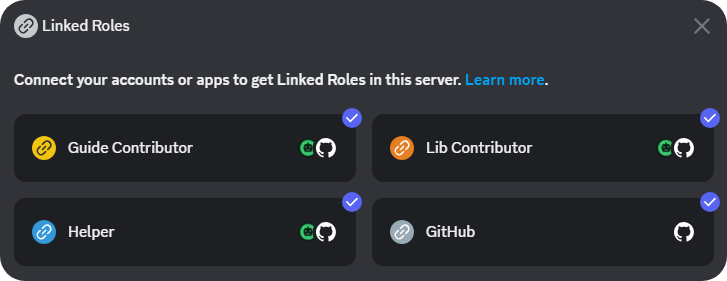 Linked Roles
Connect your accounts or apps to get Linked Roles in this server. Learn more.
Guide Contributor
Lib Contributor
Helper
GitHub